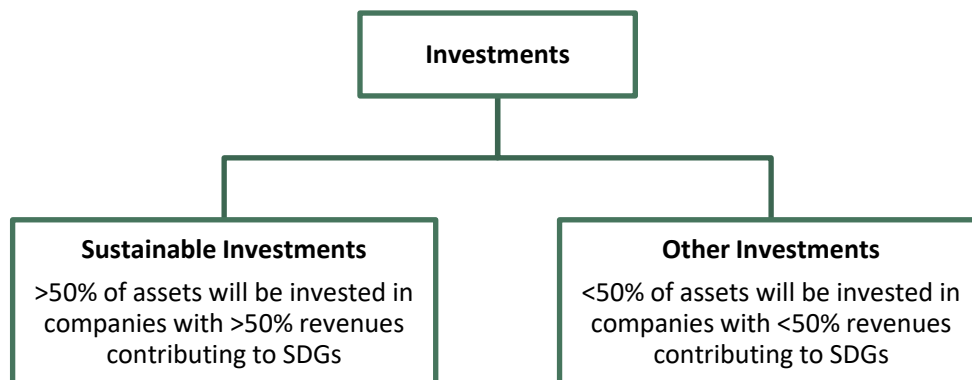 Investments
Sustainable Investments
>50% of assets will be invested in
companies with >50% revenues
contributing to SDGs
Other Investments
<50% of assets will be invested in
companies with <50% revenues
contributing to SDGs